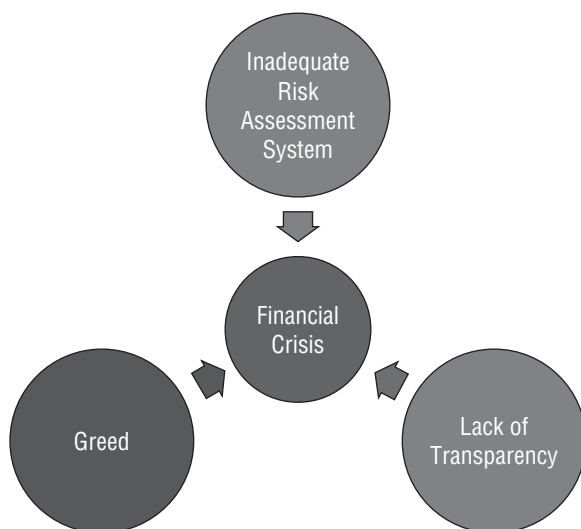 Inadequate
Risk
Assessment
System
Financial
Crisis
Greed
Lack of
Transparency